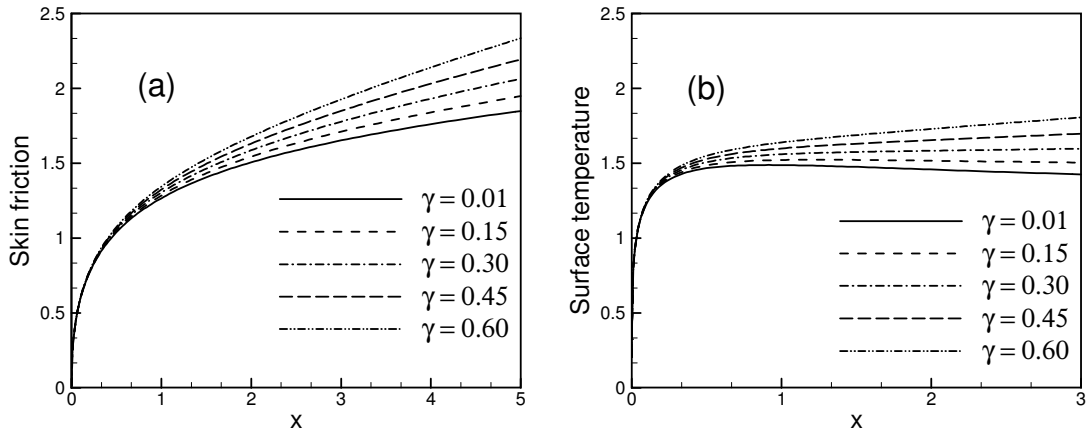 Skin friction
2.5
2
1.5
1
0.5
0
(a)
γ = 0.01
γ = 0.15
γ = 0.30
γ = 0.45
γ = 0.60
0 1 2 3 4 5
x
Surface temperature
2.5
2
1.5
1
0.5
0
(b)
γ = 0.01
γ = 0.15
γ = 0.30
γ = 0.45
γ = 0.60
0 1 2 3
x